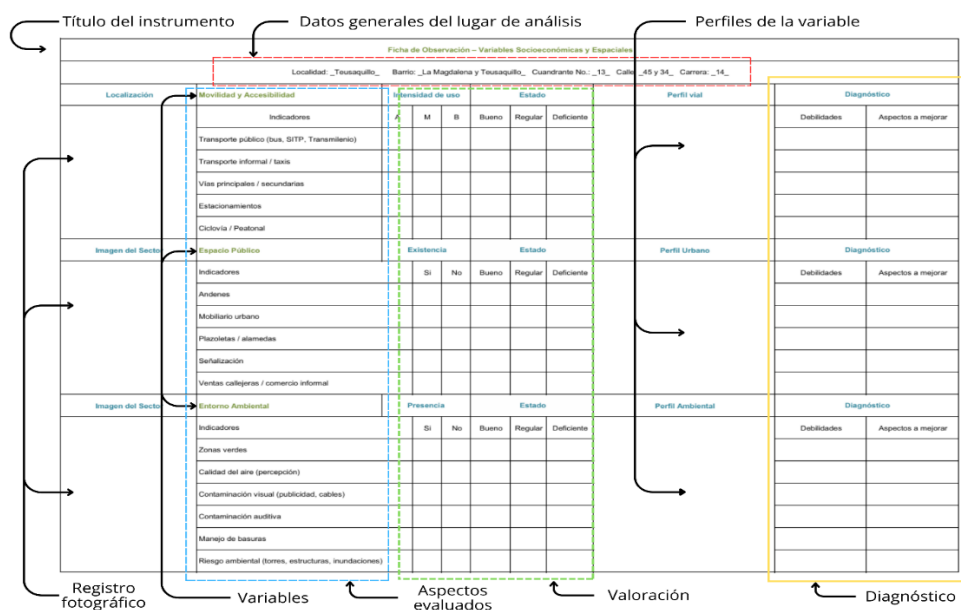 Título del instrumento
Datos generales del lugar de análisis
Perfiles de la variable
Ficha de Observación – Variables Socioeconómicas y Espaciales
Localidad: _Teusaquillo_ Barrio: _La Magdalena y Teusaquillo_ Cuandrante No.: _13_ Calle _45 y 34_ Carrera: _14_
Localización Movilidad y Accesibilidad Intensidad de uso Estado Perfil vial Diagnóstico
Indicadores A M B Bueno Regular Deficiente Debilidades Aspectos a mejorar
Transporte público (bus, SITP, Transmilenio)
Transporte informal / taxis
Vías principales / secundarias
Estacionamientos
Ciclovía / Peatonal
Imagen del Sector Espacio Público Existencia Estado Perfil Urbano Diagnóstico
Indicadores Si No Bueno Regular Deficiente Debilidades Aspectos a mejorar
Andenes
Mobiliario urbano
Plazoletas / alamedas
Señalización
Ventas callejeras / comercio informal
Imagen del Sector Entorno Ambiental Presencia Estado Perfil Ambiental Diagnóstico
Indicadores Si No Bueno Regular Deficiente Debilidades Aspectos a mejorar
Zonas verdes
Calidad del aire (percepción)
Contaminación visual (publicidad, cables)
Contaminación auditiva
Manejo de basuras
Riesgo ambiental (torres, estructuras, inundaciones)
Registro
fotográfico
Variables
Aspectos
evaluados
Valoración
Diagnóstico